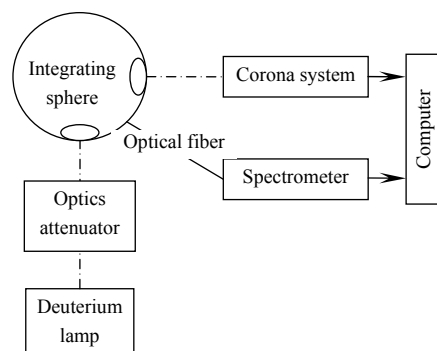 Integrating
sphere
Corona system
Optical fiber
Spectrometer
Computer
Optics
attenuator
Deuterium
lamp